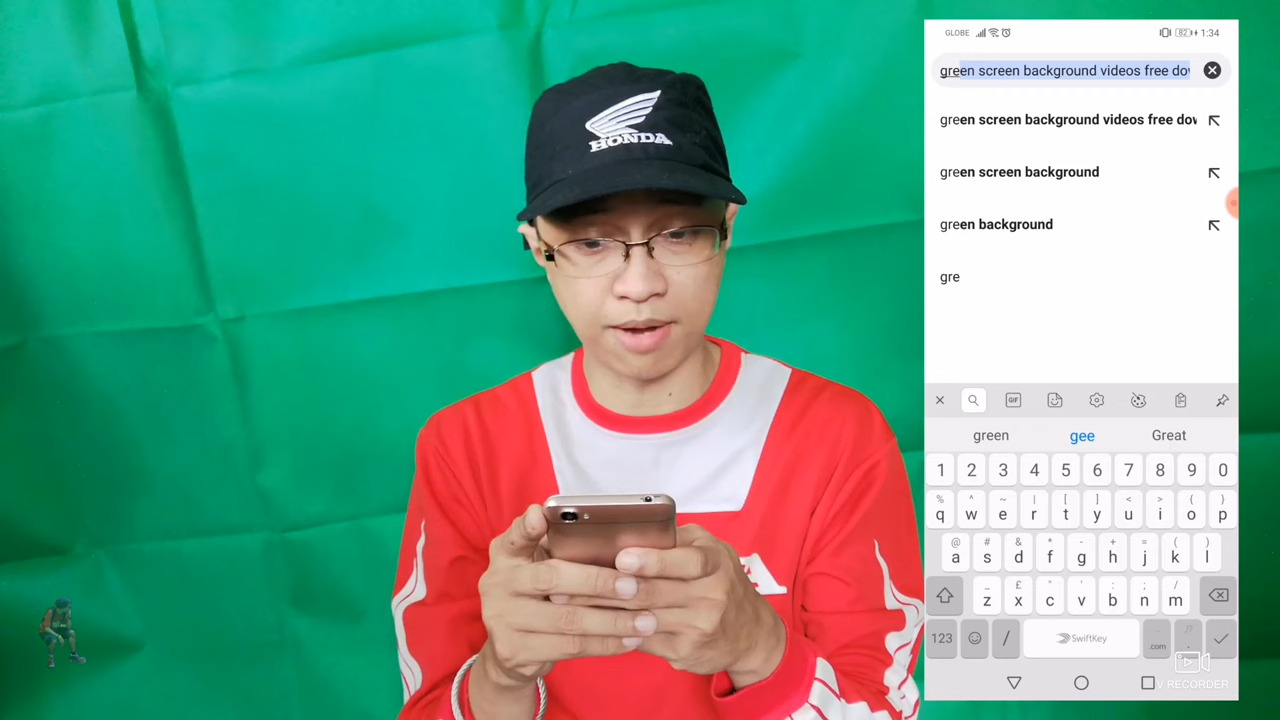 HONDA
GLOBE 82 1:34
green screen background videos free dov
green screen background videos free dov
green screen background
green background
gre
GIF
green gee Great
1 2 3 4 5 6 7 8 9 0
% ^ ~ | [ ] < > { }
q w e r t y u i o p
@ # & * - + = ( )
a s d f g h j k l
_ £ " ' : ; /
z x c v b n m
123 / SwiftKey .com
V RECORDER